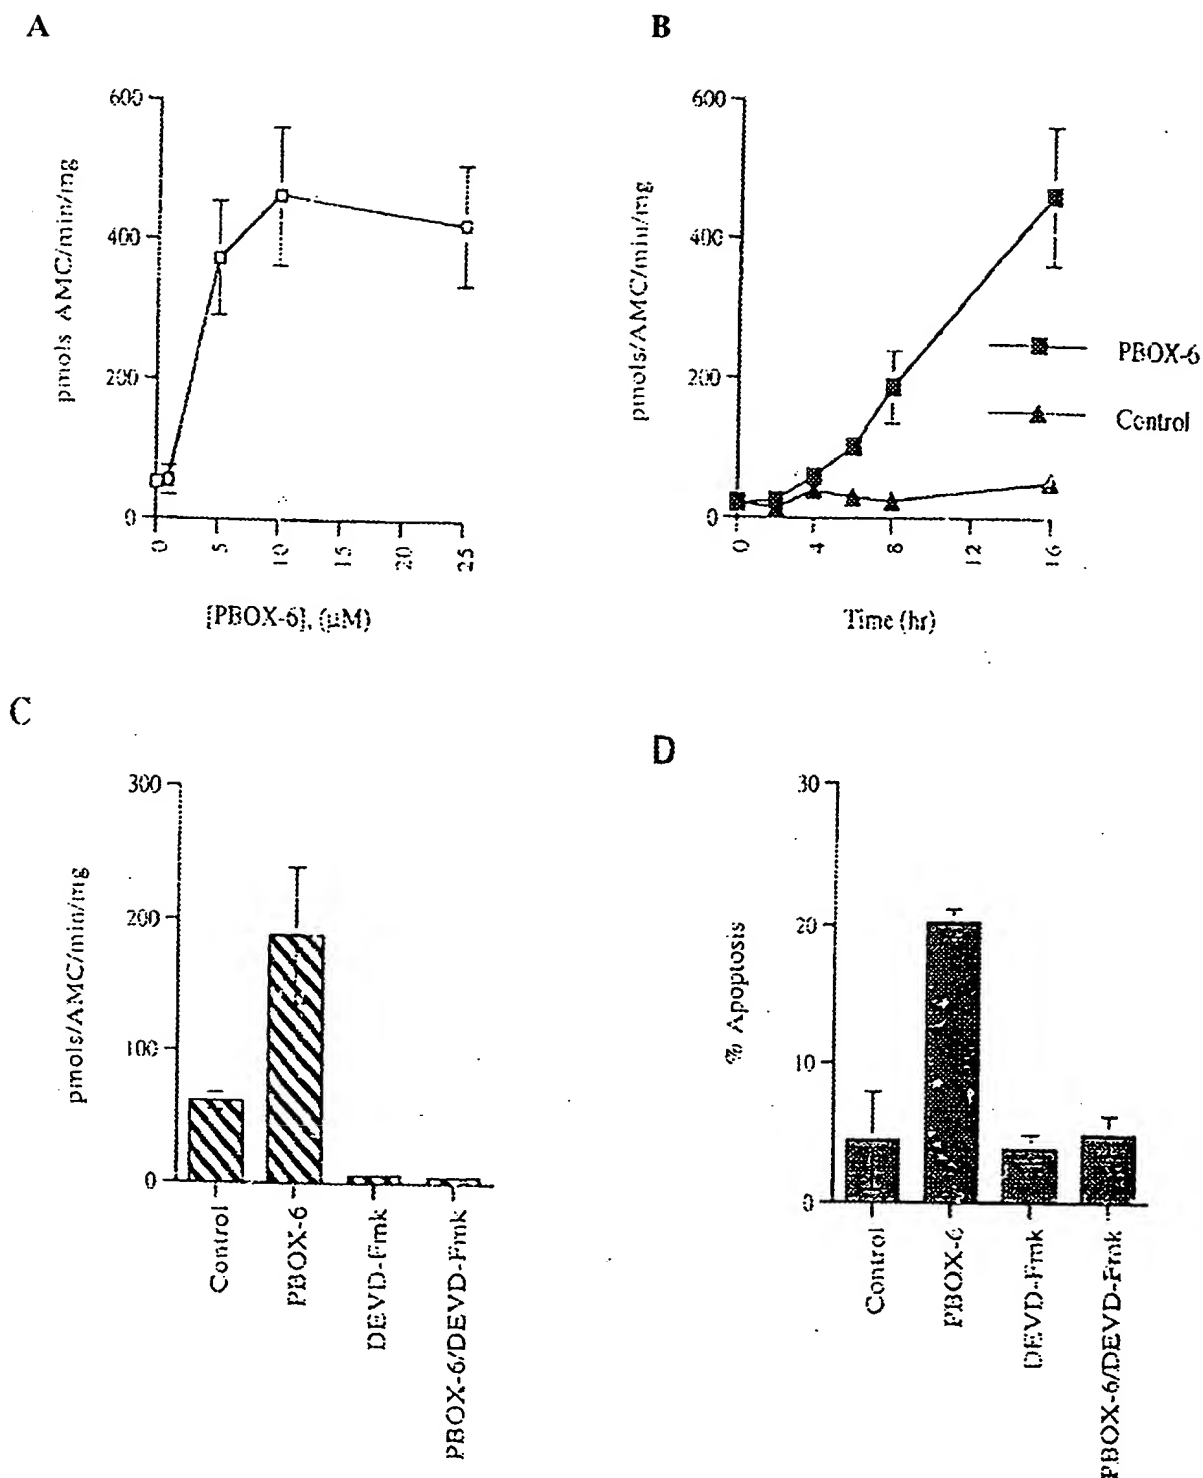 A
600
400
200
0
pmols AMC/min/mg
0 5 10 15 20 25
[PBOX-6], (µM)
B
600
400
200
0
pmols/AMC/min/mg
0 4 8 12 16
Time (hr)
PBOX-6
Control
C
300
200
100
0
pmols/AMC/min/mg
Control
PBOX-6
DEVD-Fmk
PBOX-6/DEVD-Fmk
D
30
20
10
0
% Apoptosis
Control
PBOX-6
DEVD-Fmk
PBOX-6/DEVD-Fmk